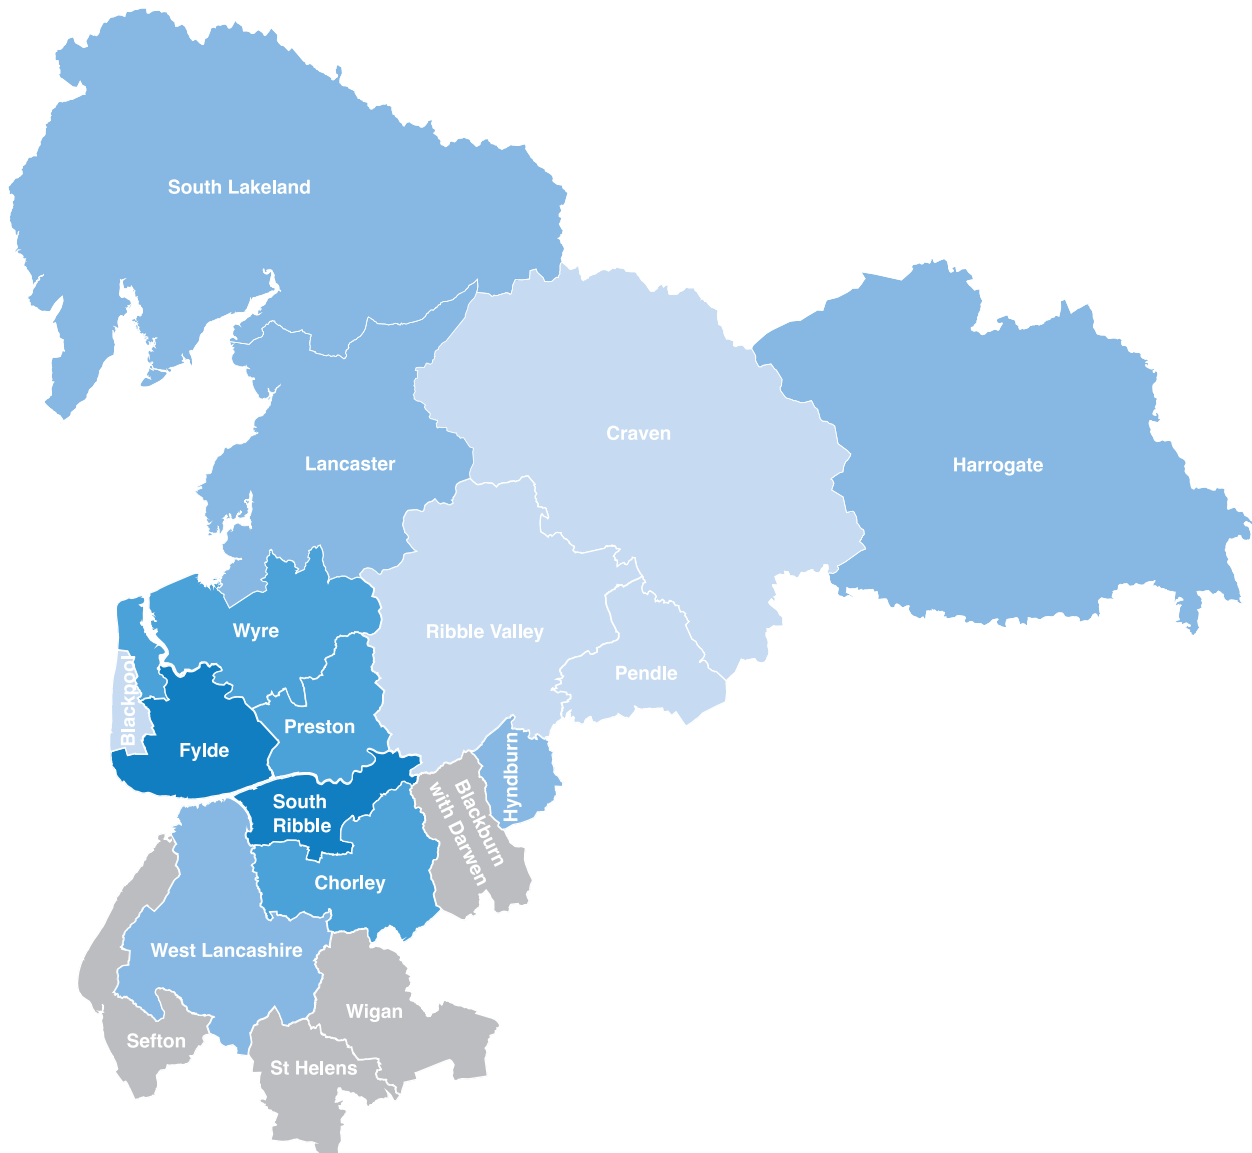 South Lakeland
Craven
Lancaster
Harrogate
Wyre
Ribble Valley
Pendle
Blackpool
Preston
Fylde
Hyndburn
South
Ribble
Blackburn
with Darwen
Chorley
West Lancashire
Wigan
Sefton
St Helens